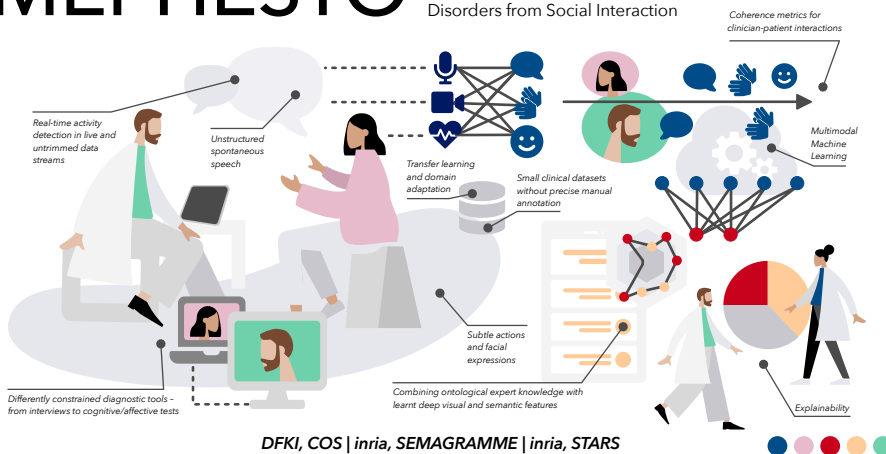 MEPHESTO
Disorders from Social Interaction
Coherence metrics for
clinician-patient interactions
Real-time activity
detection in live and
untrimmed data
streams
Unstructured
spontaneous
speech
Transfer learning
and domain
adaptation
Small clinical datasets
without precise manual
annotation
Multimodal
Machine
Learning
Subtle actions
and facial
expressions
Differently constrained diagnostic tools –
from interviews to cognitive/affective tests
Combining ontological expert knowledge with
learnt deep visual and semantic features
Explainability
DFKI, COS | inria, SEMAGRAMME | inria, STARS